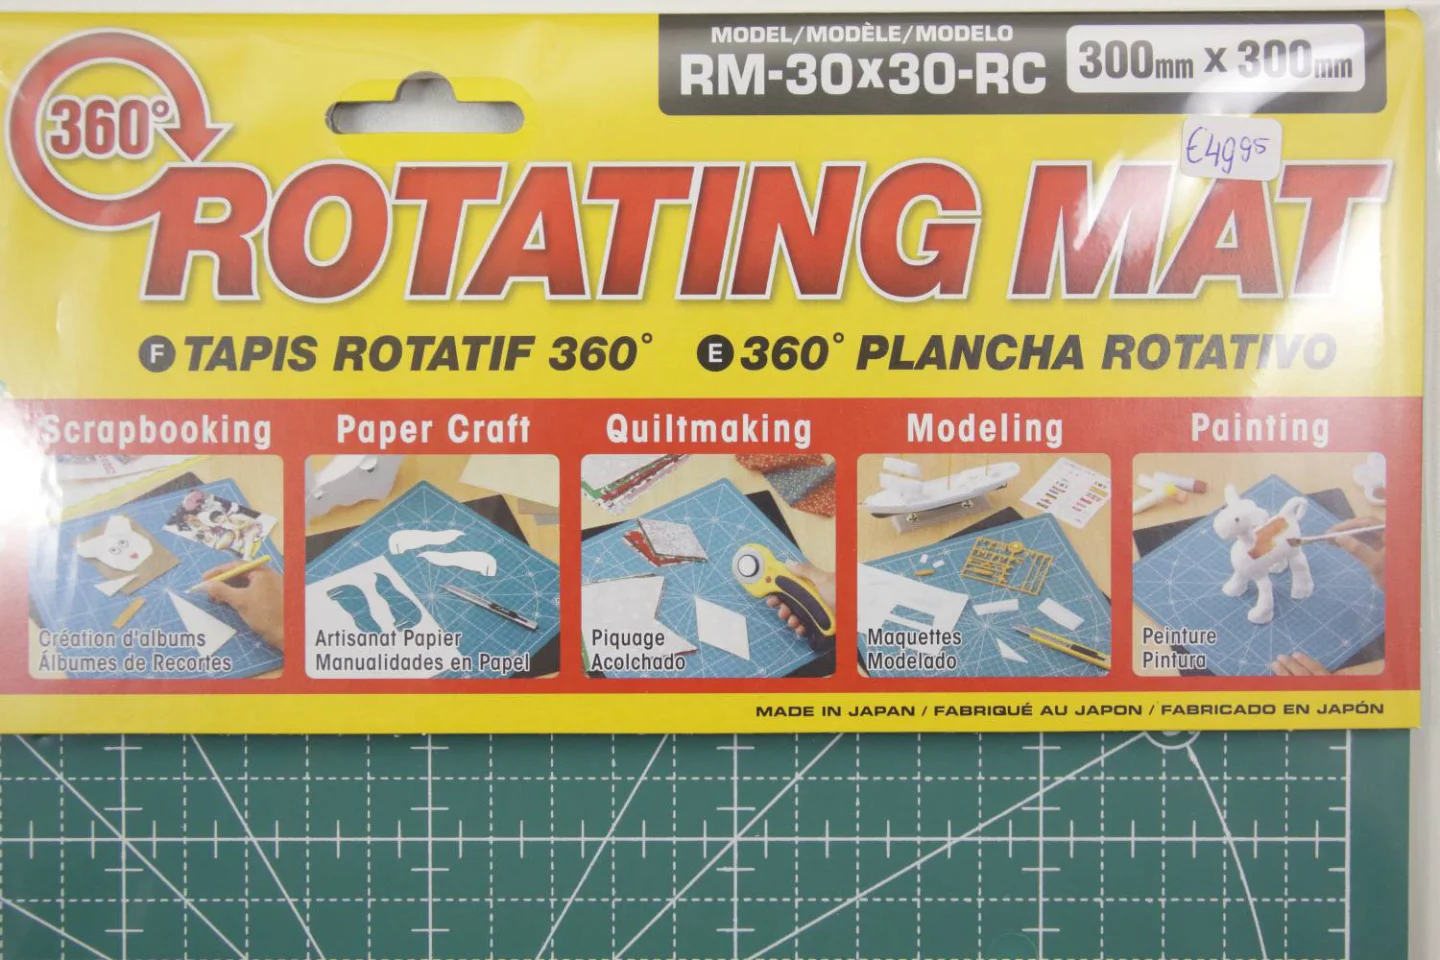 MODEL/MODÈLE/MODELO
RM-30x30-RC
300mm x 300mm
€4995
360°
ROTATING MAT
F TAPIS ROTATIF 360°
E 360° PLANCHA ROTATIVO
Scrapbooking
Création d'albums
Álbumes de Recortes
Paper Craft
Artisanat Papier
Manualidades en Papel
Quiltmaking
Piquage
Acolchado
Modeling
Maquettes
Modelado
Painting
Peinture
Pintura
MADE IN JAPAN / FABRIQUÉ AU JAPON / FABRICADO EN JAPÓN